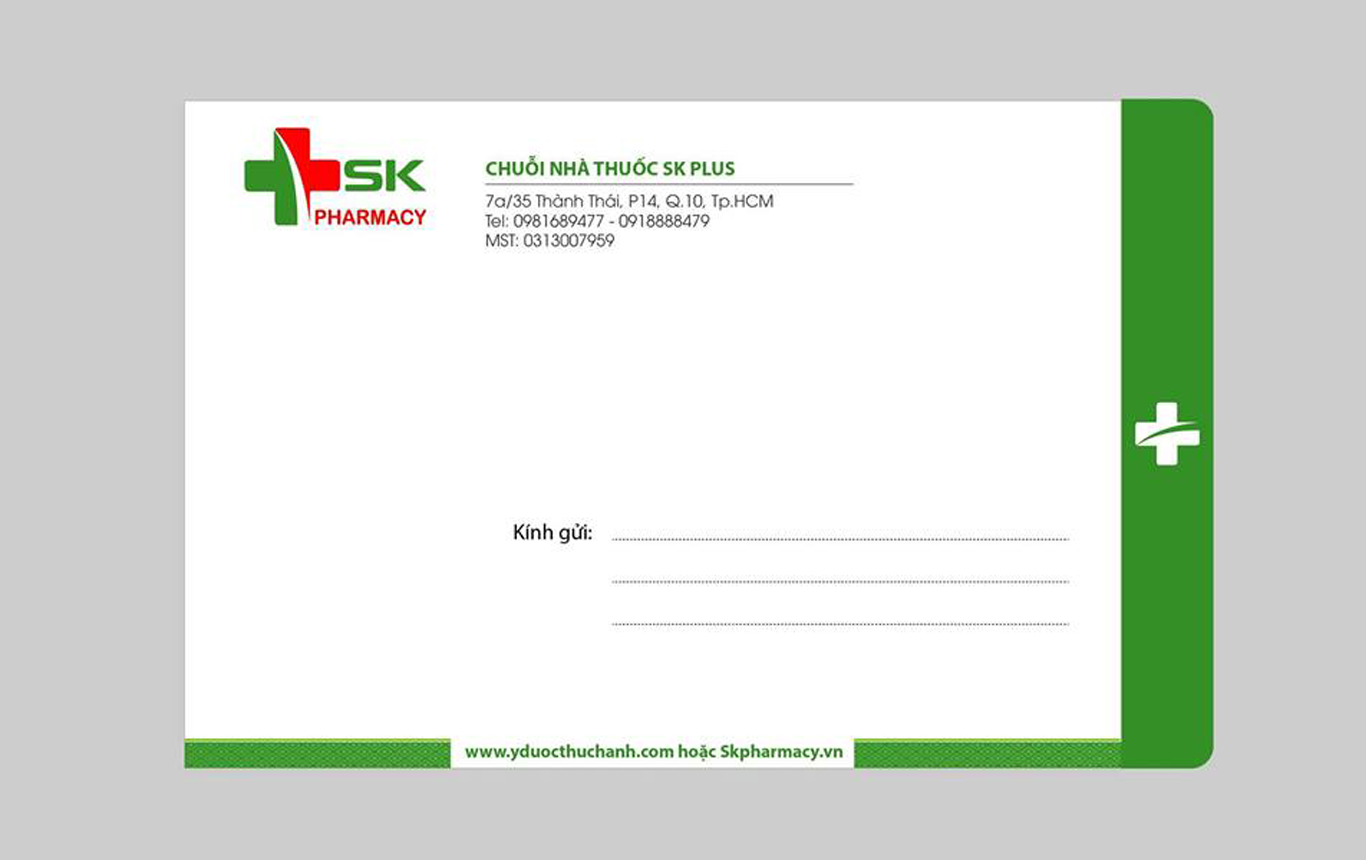 SK
PHARMACY
CHUỖI NHÀ THUỐC SK PLUS
7a/35 Thành Thái, P14, Q.10, Tp.HCM
Tel: 0981689477 - 0918888479
MST: 0313007959
Kính gửi:
www.yduocthuchanh.com hoặc Skpharmacy.vn